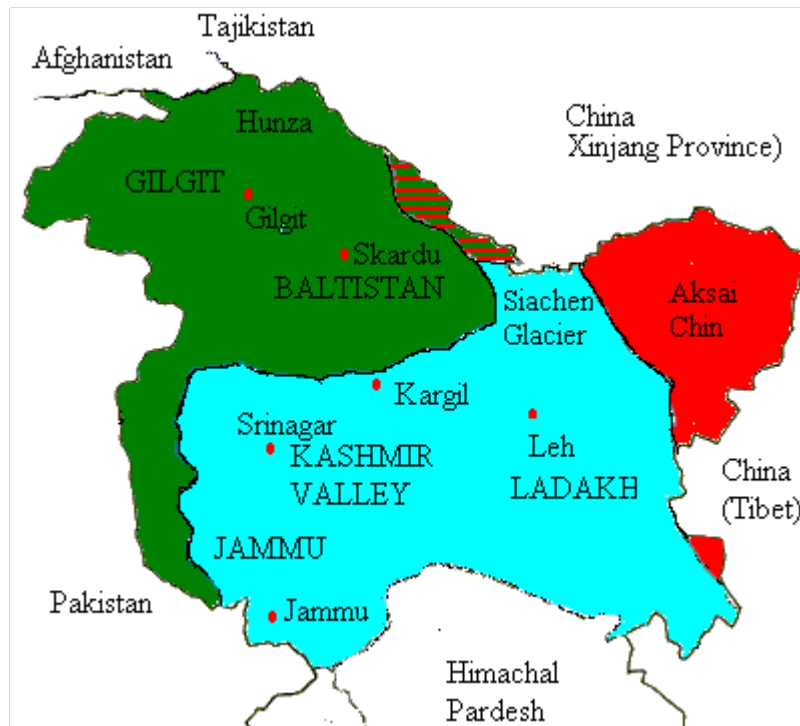 Tajikistan
Afghanistan
Hunza
China
Xinjang Province)
GILGIT
Gilgit
Skardu
BALTISTAN
Siachen
Glacier
Aksai
Chin
Kargil
Srinagar
KASHMIR
VALLEY
Leh
LADAKH
China
(Tibet)
JAMMU
Pakistan
Jammu
Himachal
Pardesh